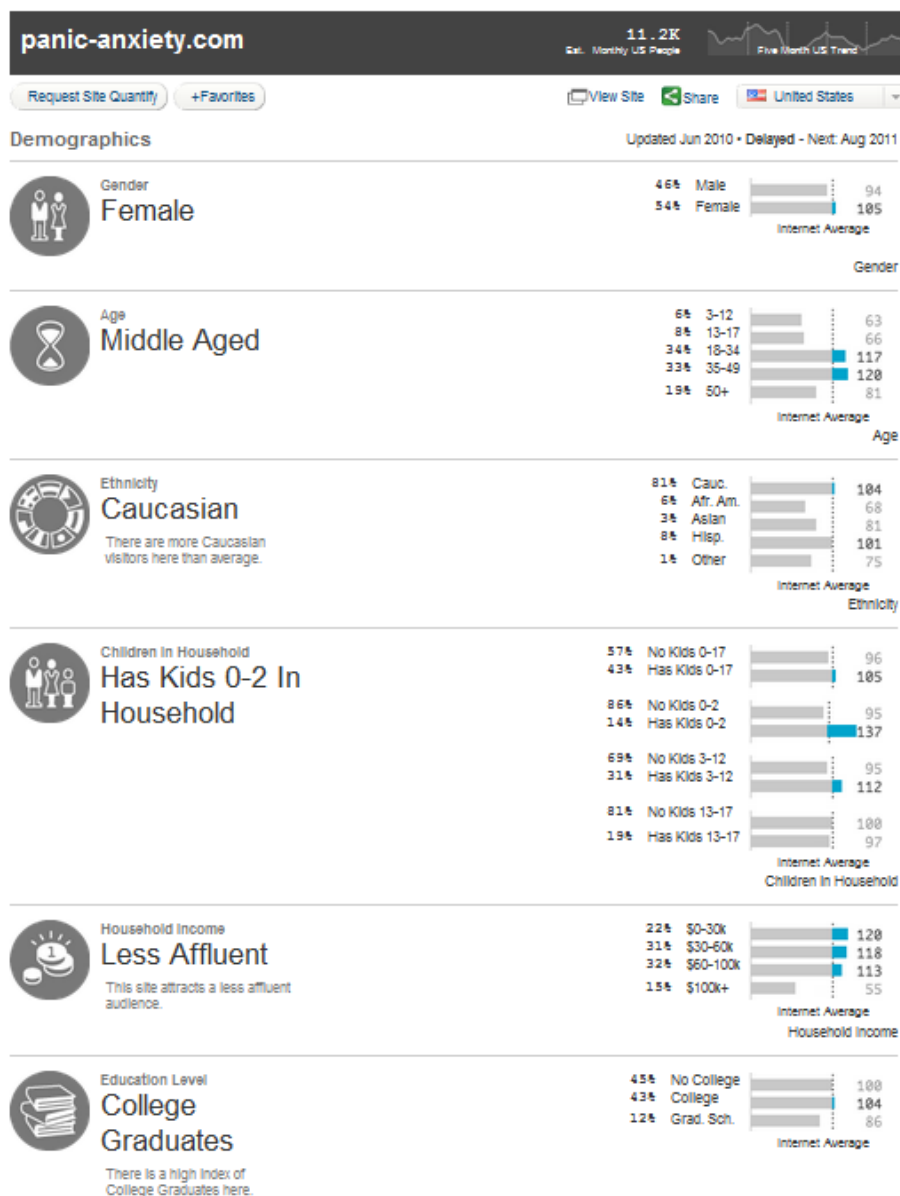 panic-anxiety.com
11.2K
Est. Monthly US People
Five Month US Trend
Request Site Quantify +Favorites
View Site Share United States
Demographics
Updated Jun 2010 • Delayed - Next: Aug 2011
Gender
Female
46% Male 94
54% Female 105
Internet Average
Gender
Age
Middle Aged
6% 3-12 63
8% 13-17 66
34% 18-34 117
33% 35-49 120
19% 50+ 81
Internet Average
Age
Ethnicity
Caucasian
There are more Caucasian
visitors here than average.
81% Cauc. 104
6% Afr. Am. 68
3% Asian 81
8% Hisp. 101
1% Other 75
Internet Average
Ethnicity
Children in Household
Has Kids 0-2 In
Household
57% No Kids 0-17 96
43% Has Kids 0-17 105
86% No Kids 0-2 95
14% Has Kids 0-2 137
69% No Kids 3-12 95
31% Has Kids 3-12 112
81% No Kids 13-17 100
19% Has Kids 13-17 97
Internet Average
Children in Household
Household Income
Less Affluent
This site attracts a less affluent
audience.
22% $0-30k 120
31% $30-60k 118
32% $60-100k 113
15% $100k+ 55
Internet Average
Household Income
Education Level
College
Graduates
There is a high index of
College Graduates here.
45% No College 100
43% College 104
12% Grad. Sch. 86
Internet Average